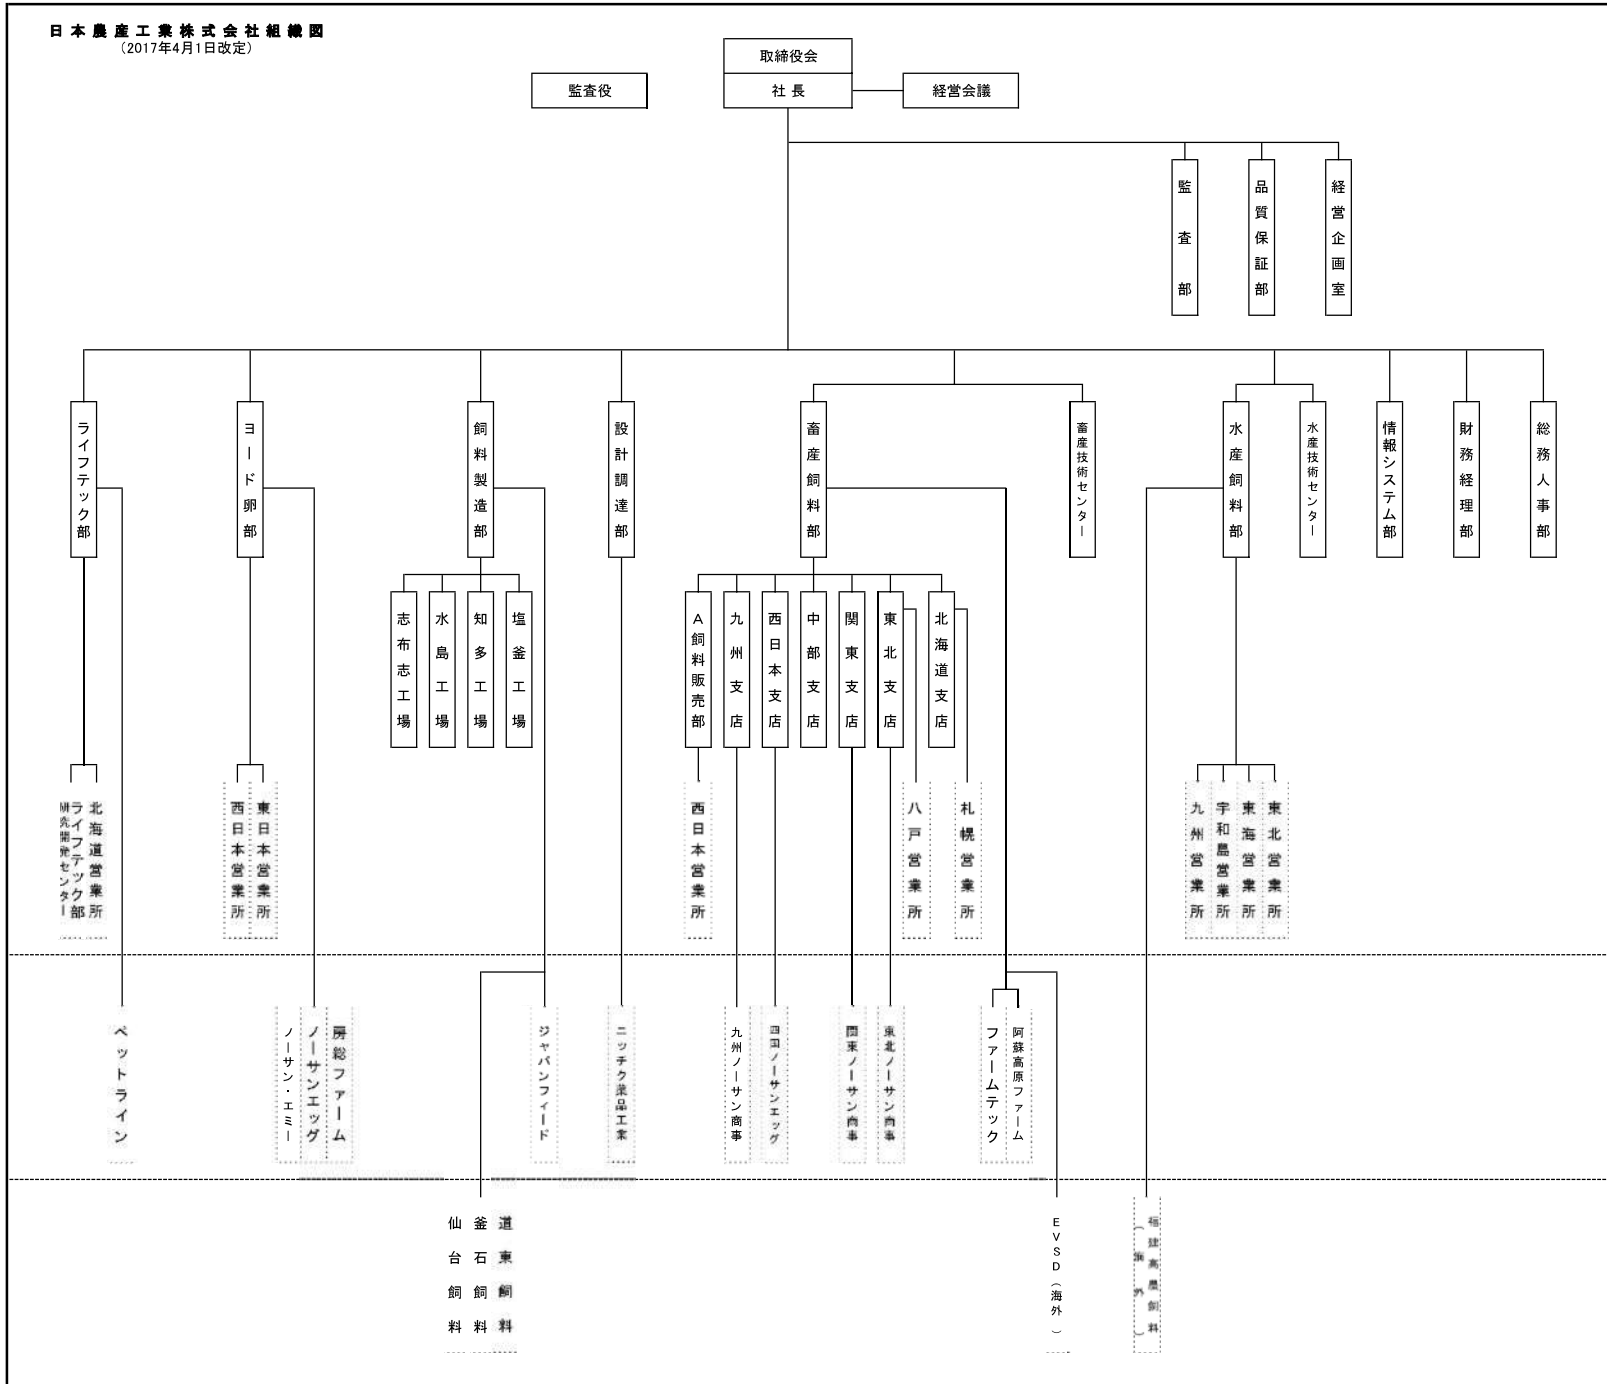 日本農産工業株式会社組織図
（2017年4月1日改定）
取締役会
監査役
社長
経営会議
監査部
品質保証部
経営企画室
ライフテック部
ヨード卵部
飼料製造部
設計調達部
畜産飼料部
畜産技術センター
水産飼料部
水産技術センター
情報システム部
財務経理部
総務人事部
志布志工場
水島工場
知多工場
塩釜工場
A飼料販売部
九州支店
西日本支店
中部支店
関東支店
東北支店
北海道支店
ライフテック部
研究開発センター
北海道営業所
西日本営業所
東日本営業所
西日本営業所
八戸営業所
札幌営業所
九州営業所
宇和島営業所
東海営業所
東北営業所
ペットライン
ノーサン・エミー
ノーサンエッグ
房総ファーム
ジャパンフィード
ニッチク薬品工業
九州ノーサン商事
四国ノーサンエッグ
関東ノーサン商事
東北ノーサン商事
ファームテック
阿蘇高原ファーム
仙台飼料
釜石飼料
道東飼料
EVSD（海外）
福建高農飼料
（海外）